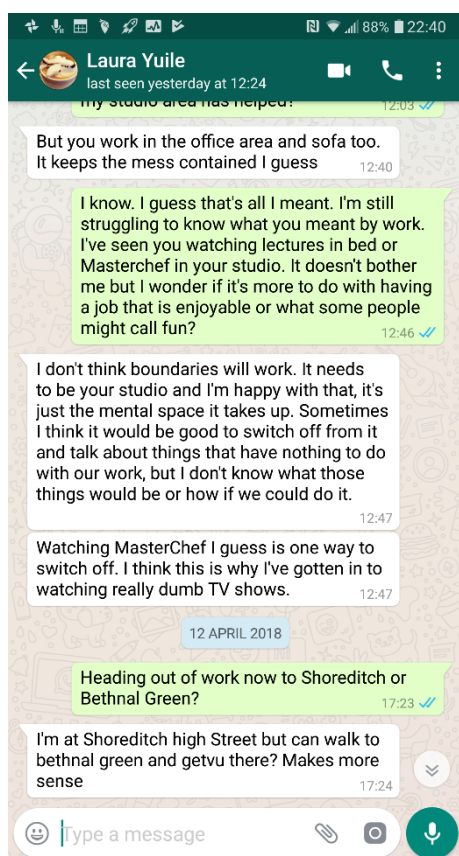 88% 22:40
Laura Yuile
last seen yesterday at 12:24
my studio area has helped?
12:03
But you work in the office area and sofa too.
It keeps the mess contained I guess
12:40
I know. I guess that's all I meant. I'm still
struggling to know what you meant by work.
I've seen you watching lectures in bed or
Masterchef in your studio. It doesn't bother
me but I wonder if it's more to do with having
a job that is enjoyable or what some people
might call fun?
12:46
I don't think boundaries will work. It needs
to be your studio and I'm happy with that, it's
just the mental space it takes up. Sometimes
I think it would be good to switch off from it
and talk about things that have nothing to do
with our work, but I don't know what those
things would be or how if we could do it.
12:47
Watching MasterChef I guess is one way to
switch off. I think this is why I've gotten in to
watching really dumb TV shows.
12:47
12 APRIL 2018
Heading out of work now to Shoreditch or
Bethnal Green?
17:23
I'm at Shoreditch high Street but can walk to
bethnal green and getvu there? Makes more
sense
17:24
Type a message